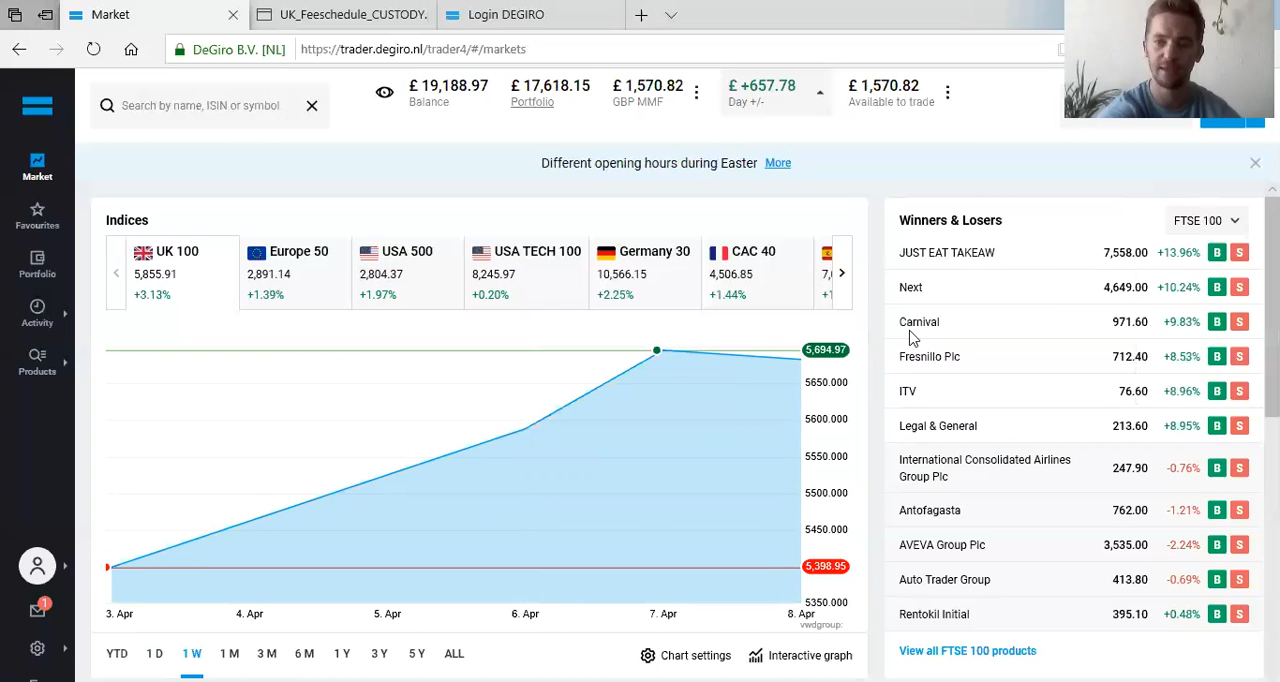 Market
UK_Feeschedule_CUSTODY.
Login DEGIRO
DeGiro B.V. [NL]
https://trader.degiro.nl/trader4/#/markets
Search by name, ISIN or symbol
£ 19,188.97
Balance
£ 17,618.15
Portfolio
£ 1,570.82
GBP MMF
£ +657.78
Day +/-
£ 1,570.82
Available to trade
Market
Favourites
Portfolio
Activity
Products
1
Different opening hours during Easter More
Indices
UK 100
5,855.91
+3.13%
Europe 50
2,891.14
+1.39%
USA 500
2,804.37
+1.97%
USA TECH 100
8,245.97
+0.20%
Germany 30
10,566.15
+2.25%
CAC 40
4,506.85
+1.44%
5,694.97
5650.000
5600.000
5550.000
5500.000
5450.000
5,398.95
5350.000
3. Apr
4. Apr
5. Apr
6. Apr
7. Apr
8. Apr
vwdgroup:
YTD 1 D 1 W 1 M 3 M 6 M 1 Y 3 Y 5 Y ALL
Chart settings
Interactive graph
Winners & Losers
FTSE 100
JUST EAT TAKEAW 7,558.00 +13.96% B S
Next 4,649.00 +10.24% B S
Carnival 971.60 +9.83% B S
Fresnillo Plc 712.40 +8.53% B S
ITV 76.60 +8.96% B S
Legal & General 213.60 +8.95% B S
International Consolidated Airlines
Group Plc 247.90 -0.76% B S
Antofagasta 762.00 -1.21% B S
AVEVA Group Plc 3,535.00 -2.24% B S
Auto Trader Group 413.80 -0.69% B S
Rentokil Initial 395.10 +0.48% B S
View all FTSE 100 products